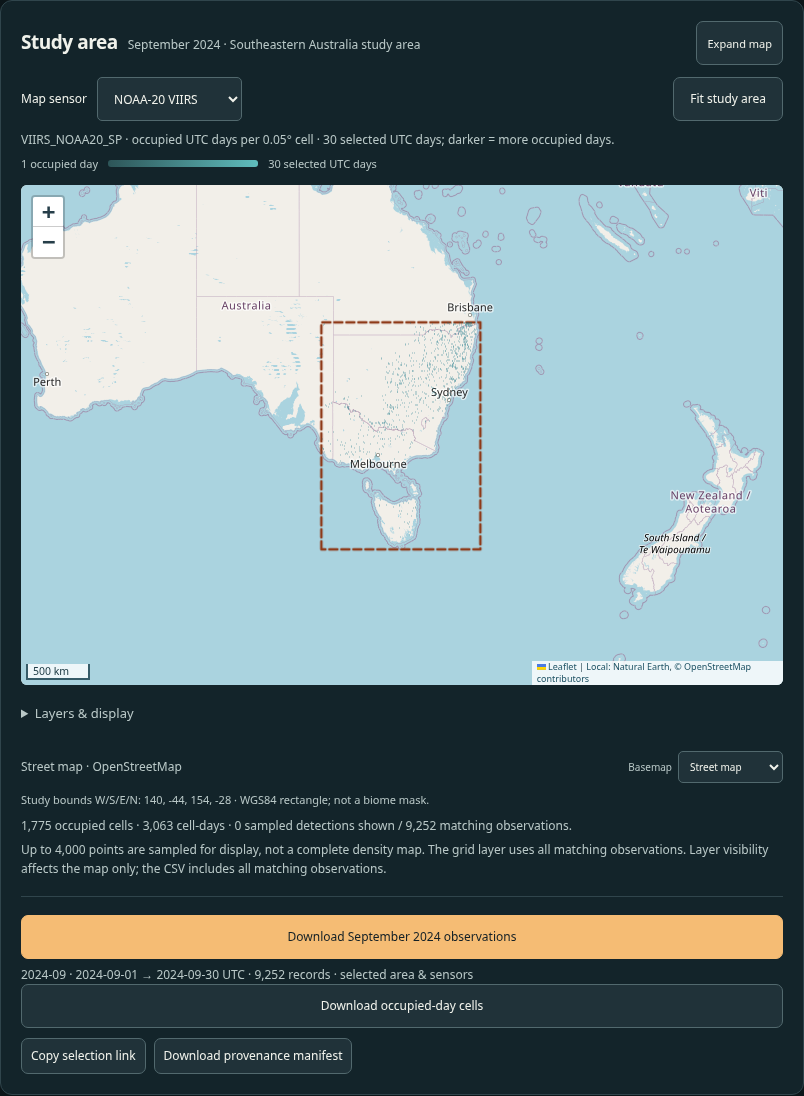 Study area September 2024 · Southeastern Australia study area
Expand map
Map sensor NOAA-20 VIIRS
Fit study area
VIIRS_NOAA20_SP · occupied UTC days per 0.05° cell · 30 selected UTC days; darker = more occupied days.
1 occupied day 30 selected UTC days
Viti
+
−
Australia
Brisbane
Perth
Sydney
Melbourne
New Zealand /
Aotearoa
South Island /
Te Waipounamu
500 km
Leaflet | Local: Natural Earth, © OpenStreetMap
contributors
Layers & display
Street map · OpenStreetMap
Basemap Street map
Study bounds W/S/E/N: 140, -44, 154, -28 · WGS84 rectangle; not a biome mask.
1,775 occupied cells · 3,063 cell-days · 0 sampled detections shown / 9,252 matching observations.
Up to 4,000 points are sampled for display, not a complete density map. The grid layer uses all matching observations. Layer visibility
affects the map only; the CSV includes all matching observations.
Download September 2024 observations
2024-09 · 2024-09-01 → 2024-09-30 UTC · 9,252 records · selected area & sensors
Download occupied-day cells
Copy selection link Download provenance manifest